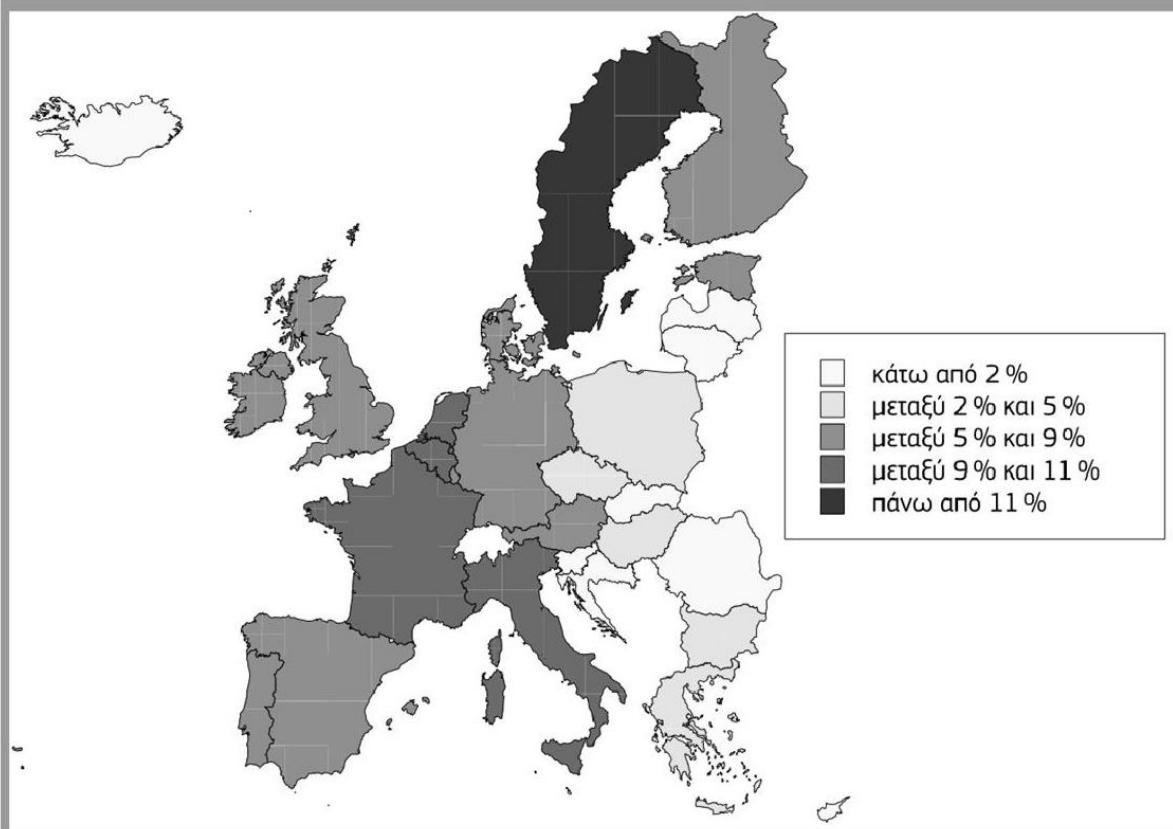 κάτω από 2 %
μεταξύ 2 % και 5 %
μεταξύ 5 % και 9 %
μεταξύ 9 % και 11 %
πάνω από 11 %